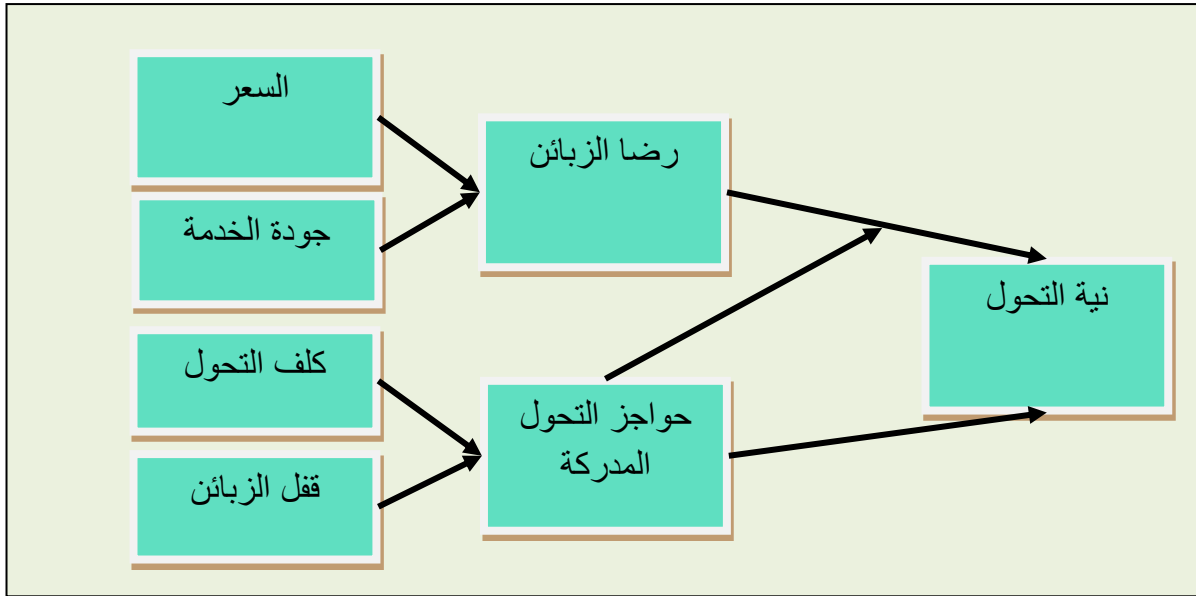 السعر
جودة الخدمة
كلف التحول
قفل الزبائن
رضا الزبائن
حواجز التحول
المدركة
نية التحول